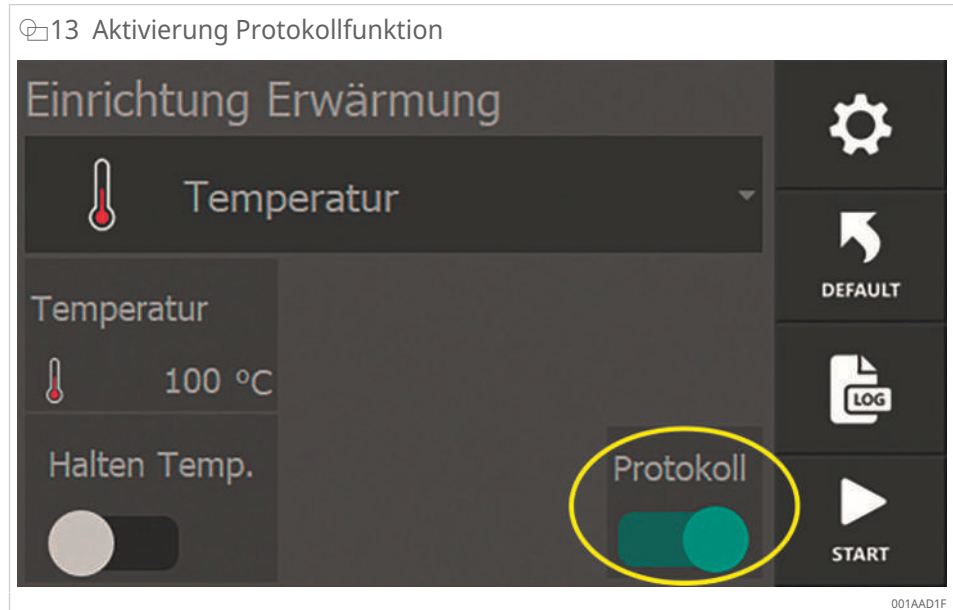 13 Aktivierung Protokollfunktion
Einrichtung Erwärmung
Temperatur
DEFAULT
Temperatur
100 °C
LOG
Halten Temp.
Protokoll
START
001AAD1F